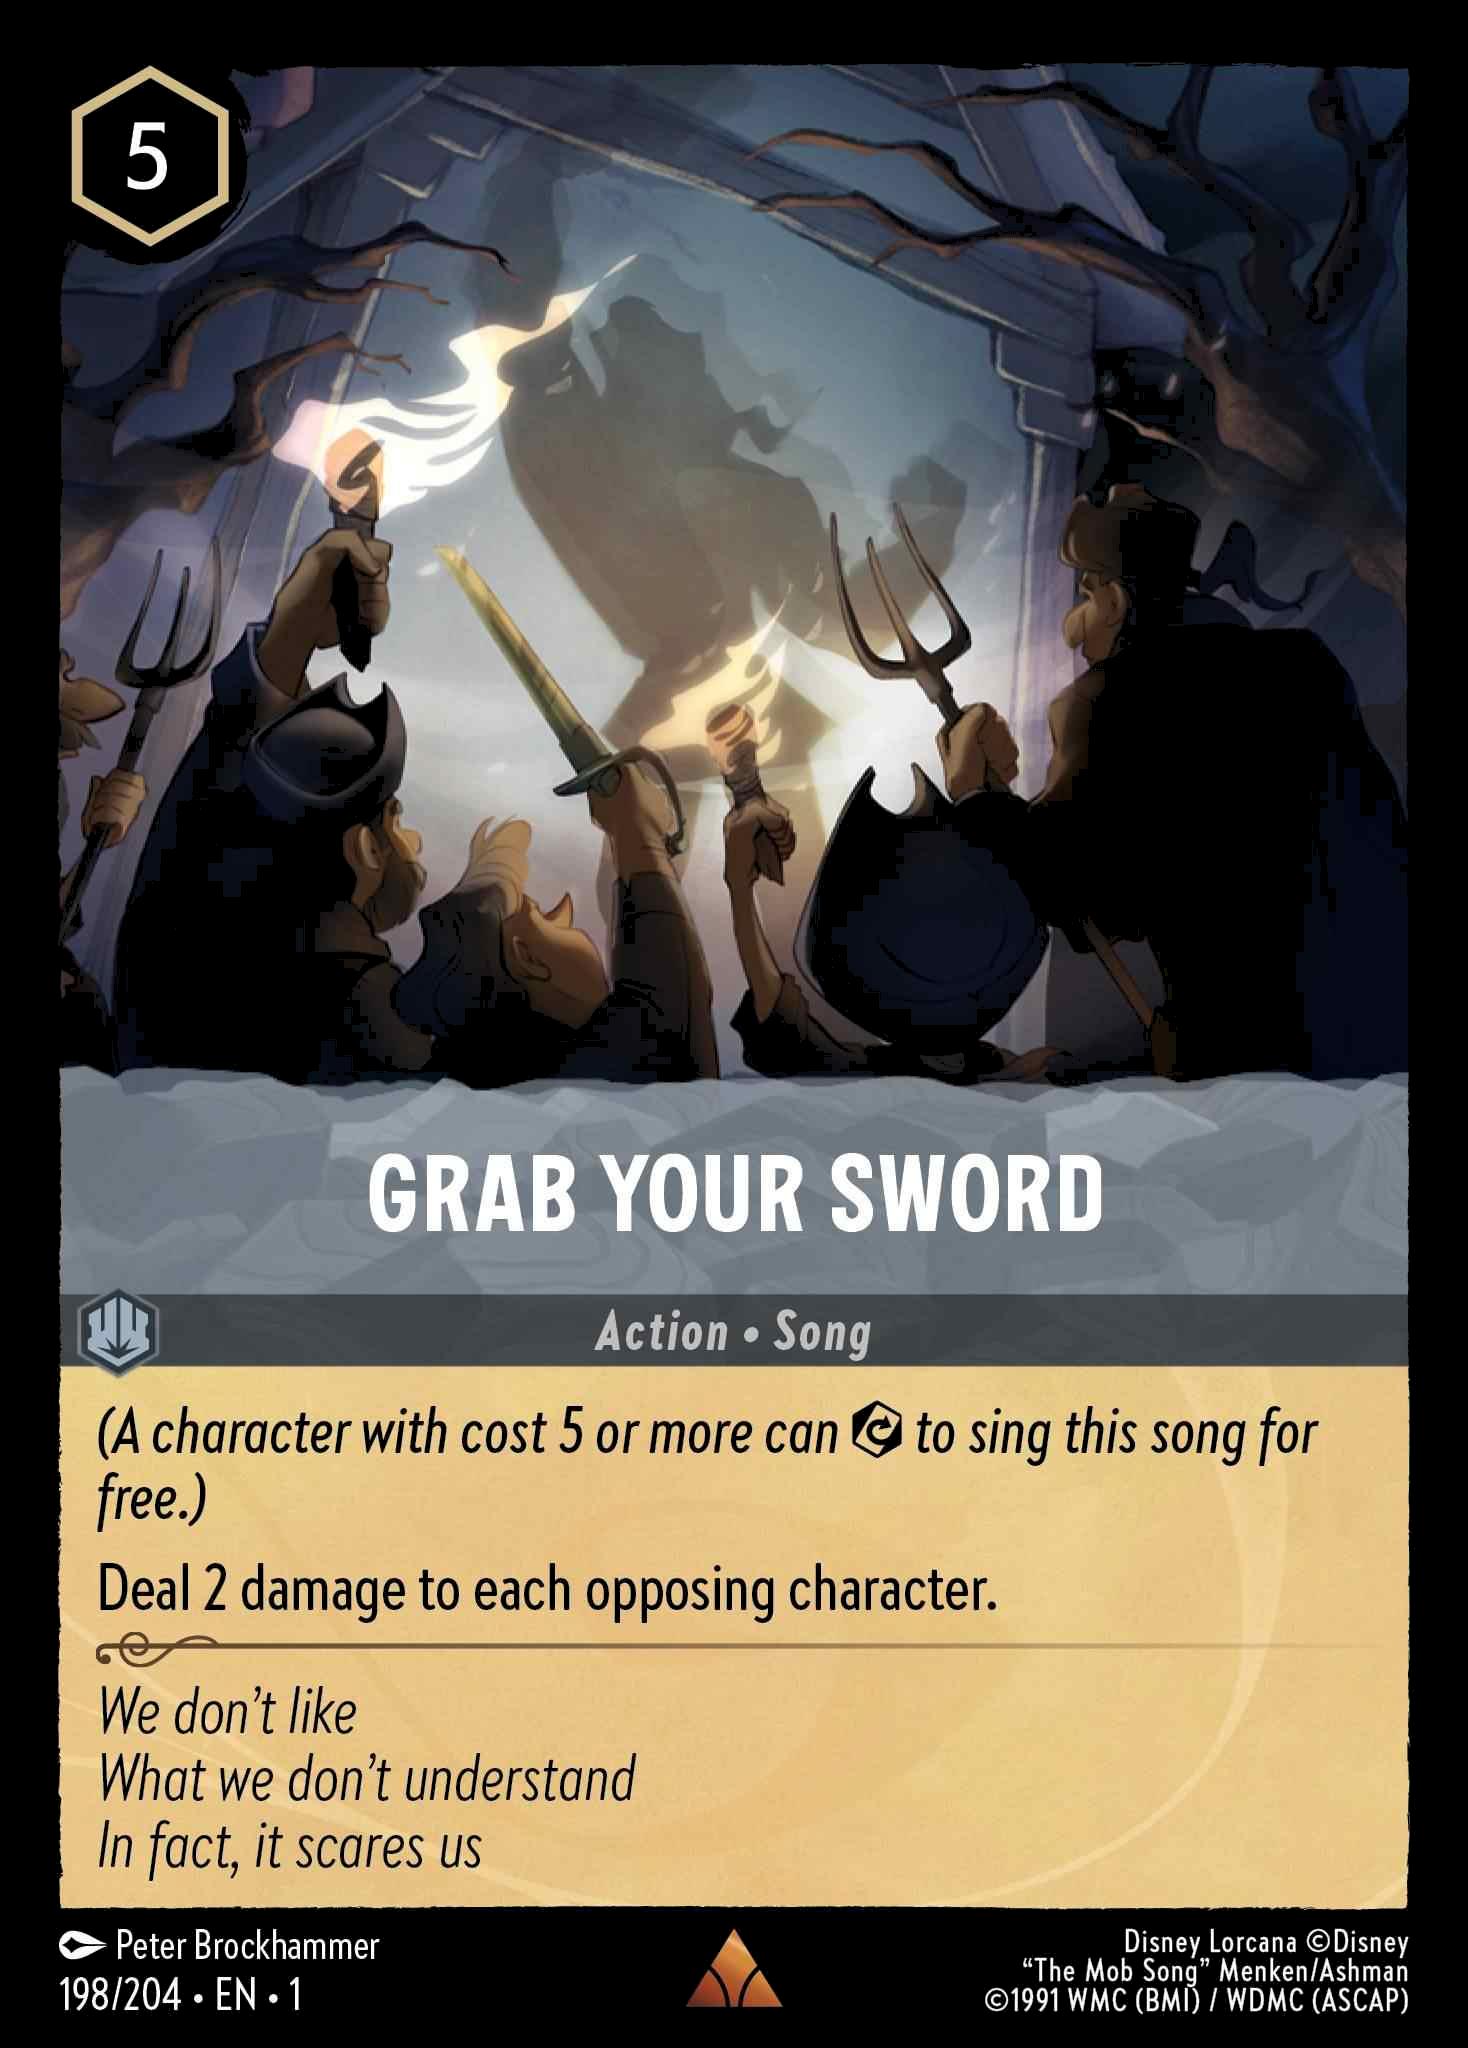 5
GRAB YOUR SWORD
Action • Song
(A character with cost 5 or more can to sing this song for
free.)
Deal 2 damage to each opposing character.
We don’t like
What we don’t understand
In fact, it scares us
Peter Brockhammer
198/204 • EN • 1
Disney Lorcana ©Disney
“The Mob Song” Menken/Ashman
©1991 WMC (BMI) / WDMC (ASCAP)